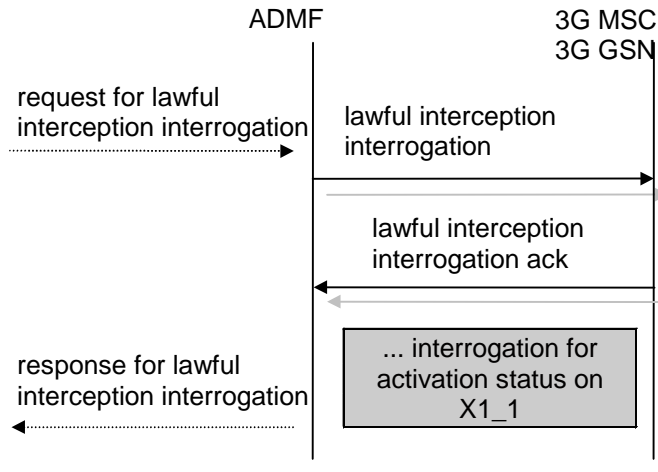 ADMF
3G MSC
3G GSN
request for lawful
interception interrogation
lawful interception
interrogation
lawful interception
interrogation ack
... interrogation for
activation status on
X1_1
response for lawful
interception interrogation